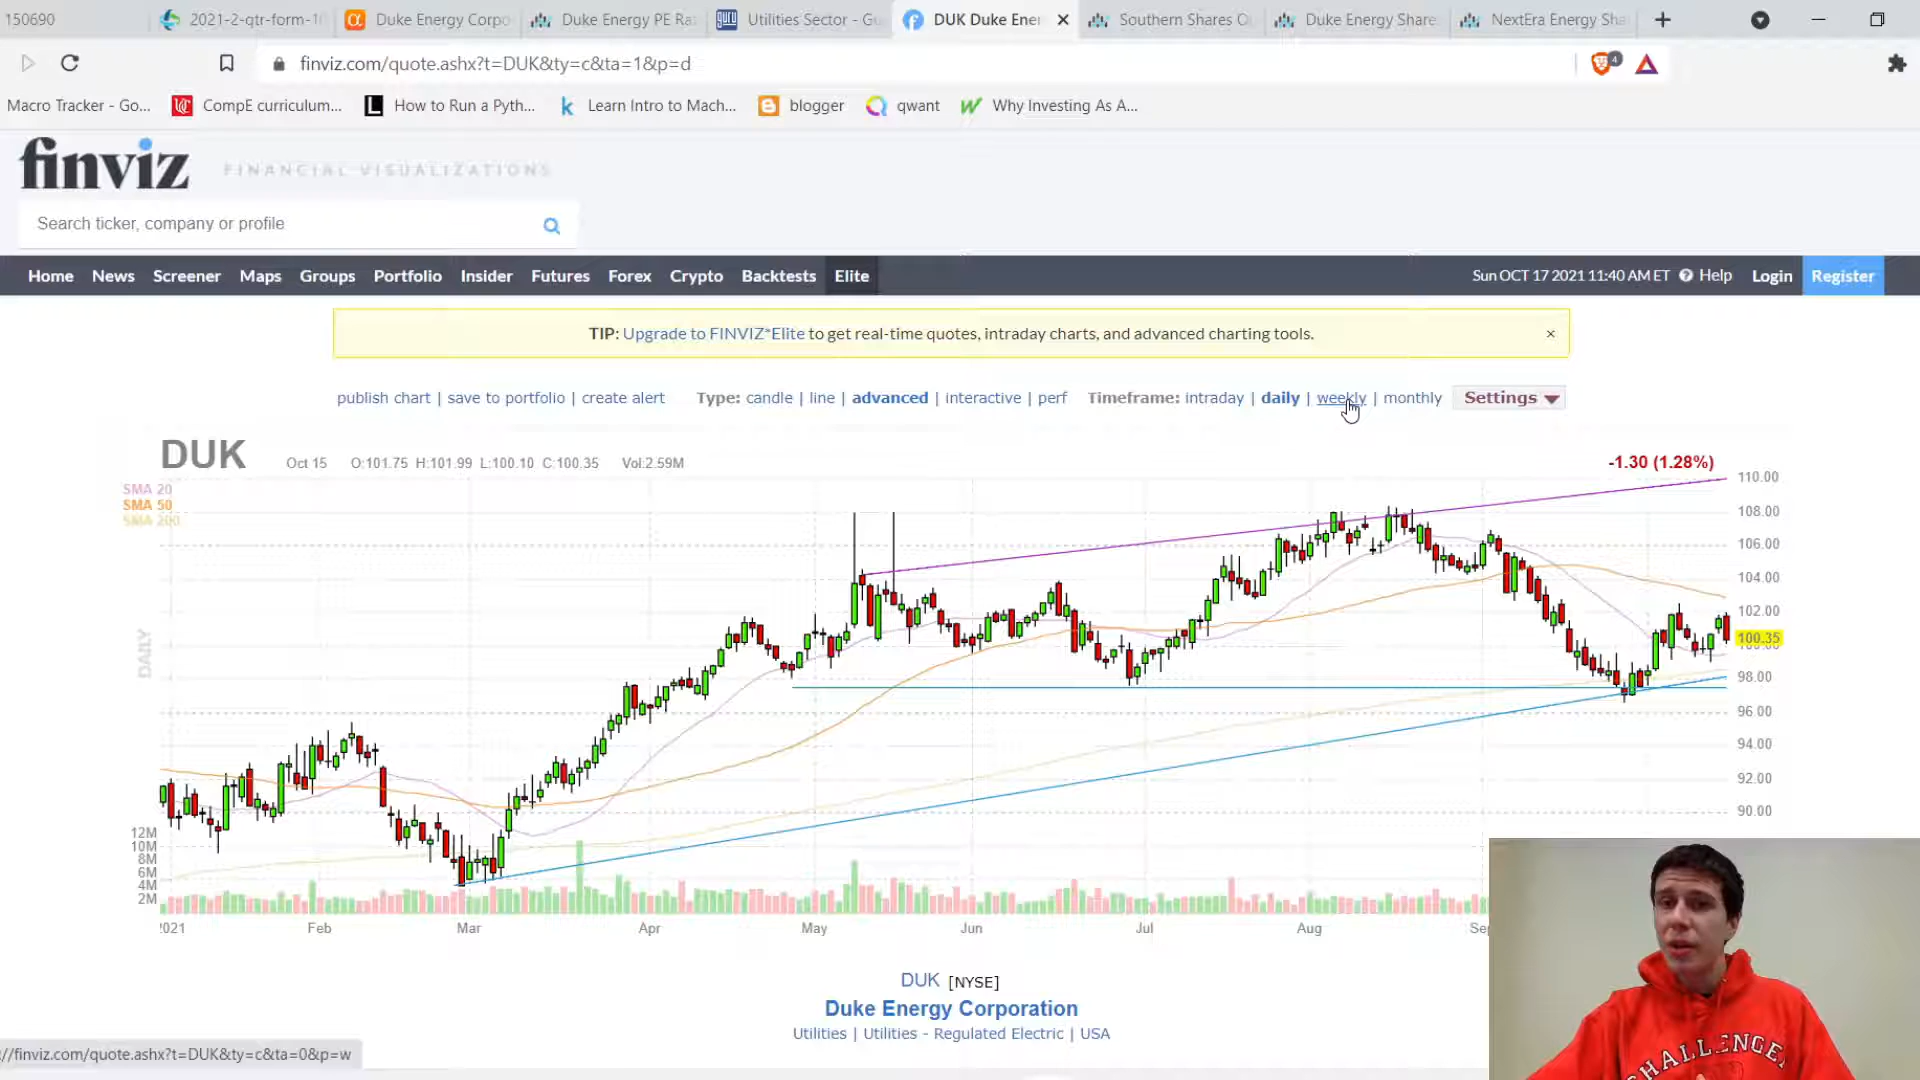 150690
2021-2-qtr-form-10
Duke Energy Corpo
Duke Energy PE Ra
Utilities Sector - Gu
DUK Duke Ener
Southern Shares O
Duke Energy Share
NextEra Energy Sha
finviz.com/quote.ashx?t=DUK&ty=c&ta=1&p=d
4
Macro Tracker - Go...
CompE curriculum...
How to Run a Pyth...
Learn Intro to Mach...
blogger
qwant
Why Investing As A...
finviz
FINANCIAL VISUALIZATIONS
Search ticker, company or profile
Home News Screener Maps Groups Portfolio Insider Futures Forex Crypto Backtests Elite
Sun OCT 17 2021 11:40 AM ET Help Login Register
TIP: Upgrade to FINVIZ*Elite to get real-time quotes, intraday charts, and advanced charting tools. ×
publish chart | save to portfolio | create alert Type: candle | line | advanced | interactive | perf Timeframe: intraday | daily | weekly | monthly Settings
DUK Oct 15 O:101.75 H:101.99 L:100.10 C:100.35 Vol:2.59M -1.30 (1.28%)
SMA 20
SMA 50
SMA 200
DAILY
110.00
108.00
106.00
104.00
102.00
100.35
98.00
96.00
94.00
92.00
90.00
12M
10M
8M
6M
4M
2M
2021 Feb Mar Apr May Jun Jul Aug Sep
DUK [NYSE]
Duke Energy Corporation
Utilities | Utilities - Regulated Electric | USA
//finviz.com/quote.ashx?t=DUK&ty=c&ta=0&p=w
CHALLENGE